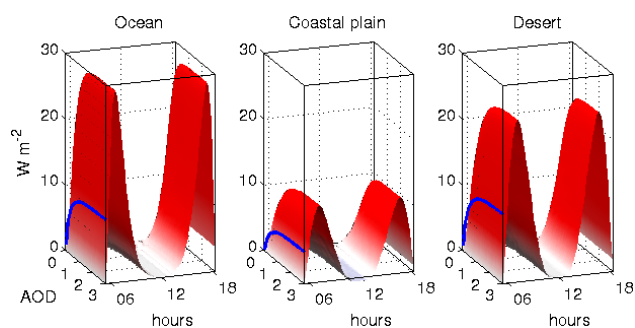 Ocean Coastal plain Desert
30 30 30
20 20 20
W m-2
10 10 10
0 0 0
0 0 0
1 1 1
2 2 2
AOD 3 06 12 18 3 06 12 18 3 06 12 18
hours hours hours